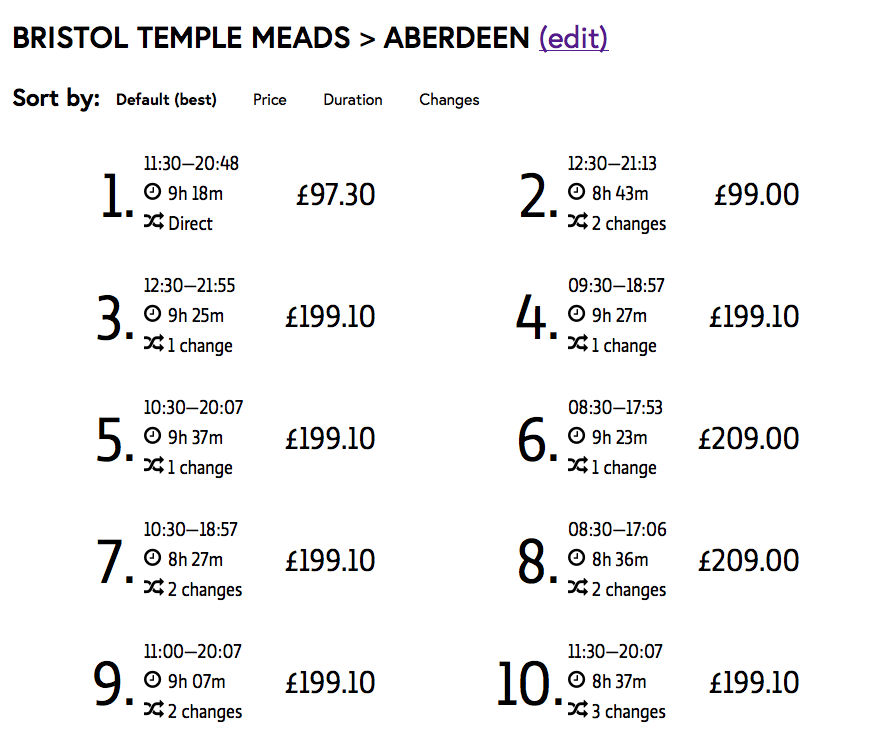 BRISTOL TEMPLE MEADS > ABERDEEN (edit)
Sort by: Default (best) Price Duration Changes
1. 11:30—20:48
9h 18m
Direct
£97.30
2. 12:30—21:13
8h 43m
2 changes
£99.00
3. 12:30—21:55
9h 25m
1 change
£199.10
4. 09:30—18:57
9h 27m
1 change
£199.10
5. 10:30—20:07
9h 37m
1 change
£199.10
6. 08:30—17:53
9h 23m
1 change
£209.00
7. 10:30—18:57
8h 27m
2 changes
£199.10
8. 08:30—17:06
8h 36m
2 changes
£209.00
9. 11:00—20:07
9h 07m
2 changes
£199.10
10. 11:30—20:07
8h 37m
3 changes
£199.10